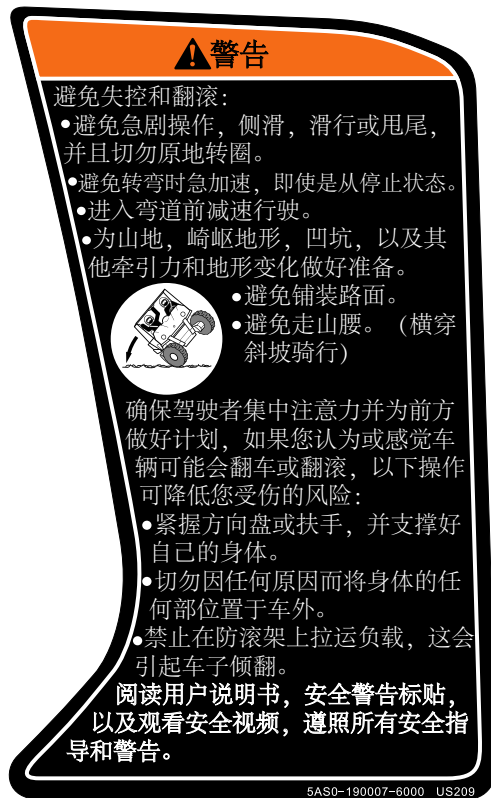 警告
避免失控和翻滚：
•避免急剧操作，侧滑，滑行或甩尾，
并且切勿原地转圈。
•避免转弯时急加速，即使是从停止状态。
•进入弯道前减速行驶。
•为山地，崎岖地形，凹坑，以及其
他牵引力和地形变化做好准备。
•避免铺装路面。
•避免走山腰。（横穿
斜坡骑行）
确保驾驶者集中注意力并为前方
做好计划，如果您认为或感觉车
辆可能会翻车或翻滚，以下操作
可降低您受伤的风险：
•紧握方向盘或扶手，并支撑好
自己的身体。
•切勿因任何原因而将身体的任
何部位置于车外。
•禁止在防滚架上拉运负载，这会
引起车子倾翻。
阅读用户说明书，安全警告标贴，
以及观看安全视频，遵照所有安全指
导和警告。
5AS0-190007-6000 US209